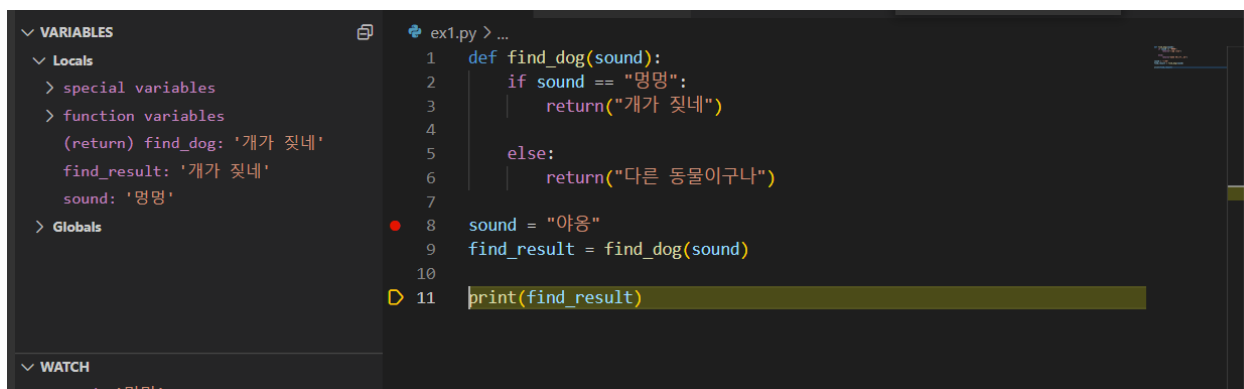 VARIABLES
Locals
special variables
function variables
(return) find_dog: '개가 짖네'
find_result: '개가 짖네'
sound: '멍멍'
Globals
WATCH
ex1.py > ...
1 def find_dog(sound):
2 if sound == "멍멍":
3 return("개가 짖네")
4
5 else:
6 return("다른 동물이구나")
7
8 sound = "야옹"
9 find_result = find_dog(sound)
10
11 print(find_result)